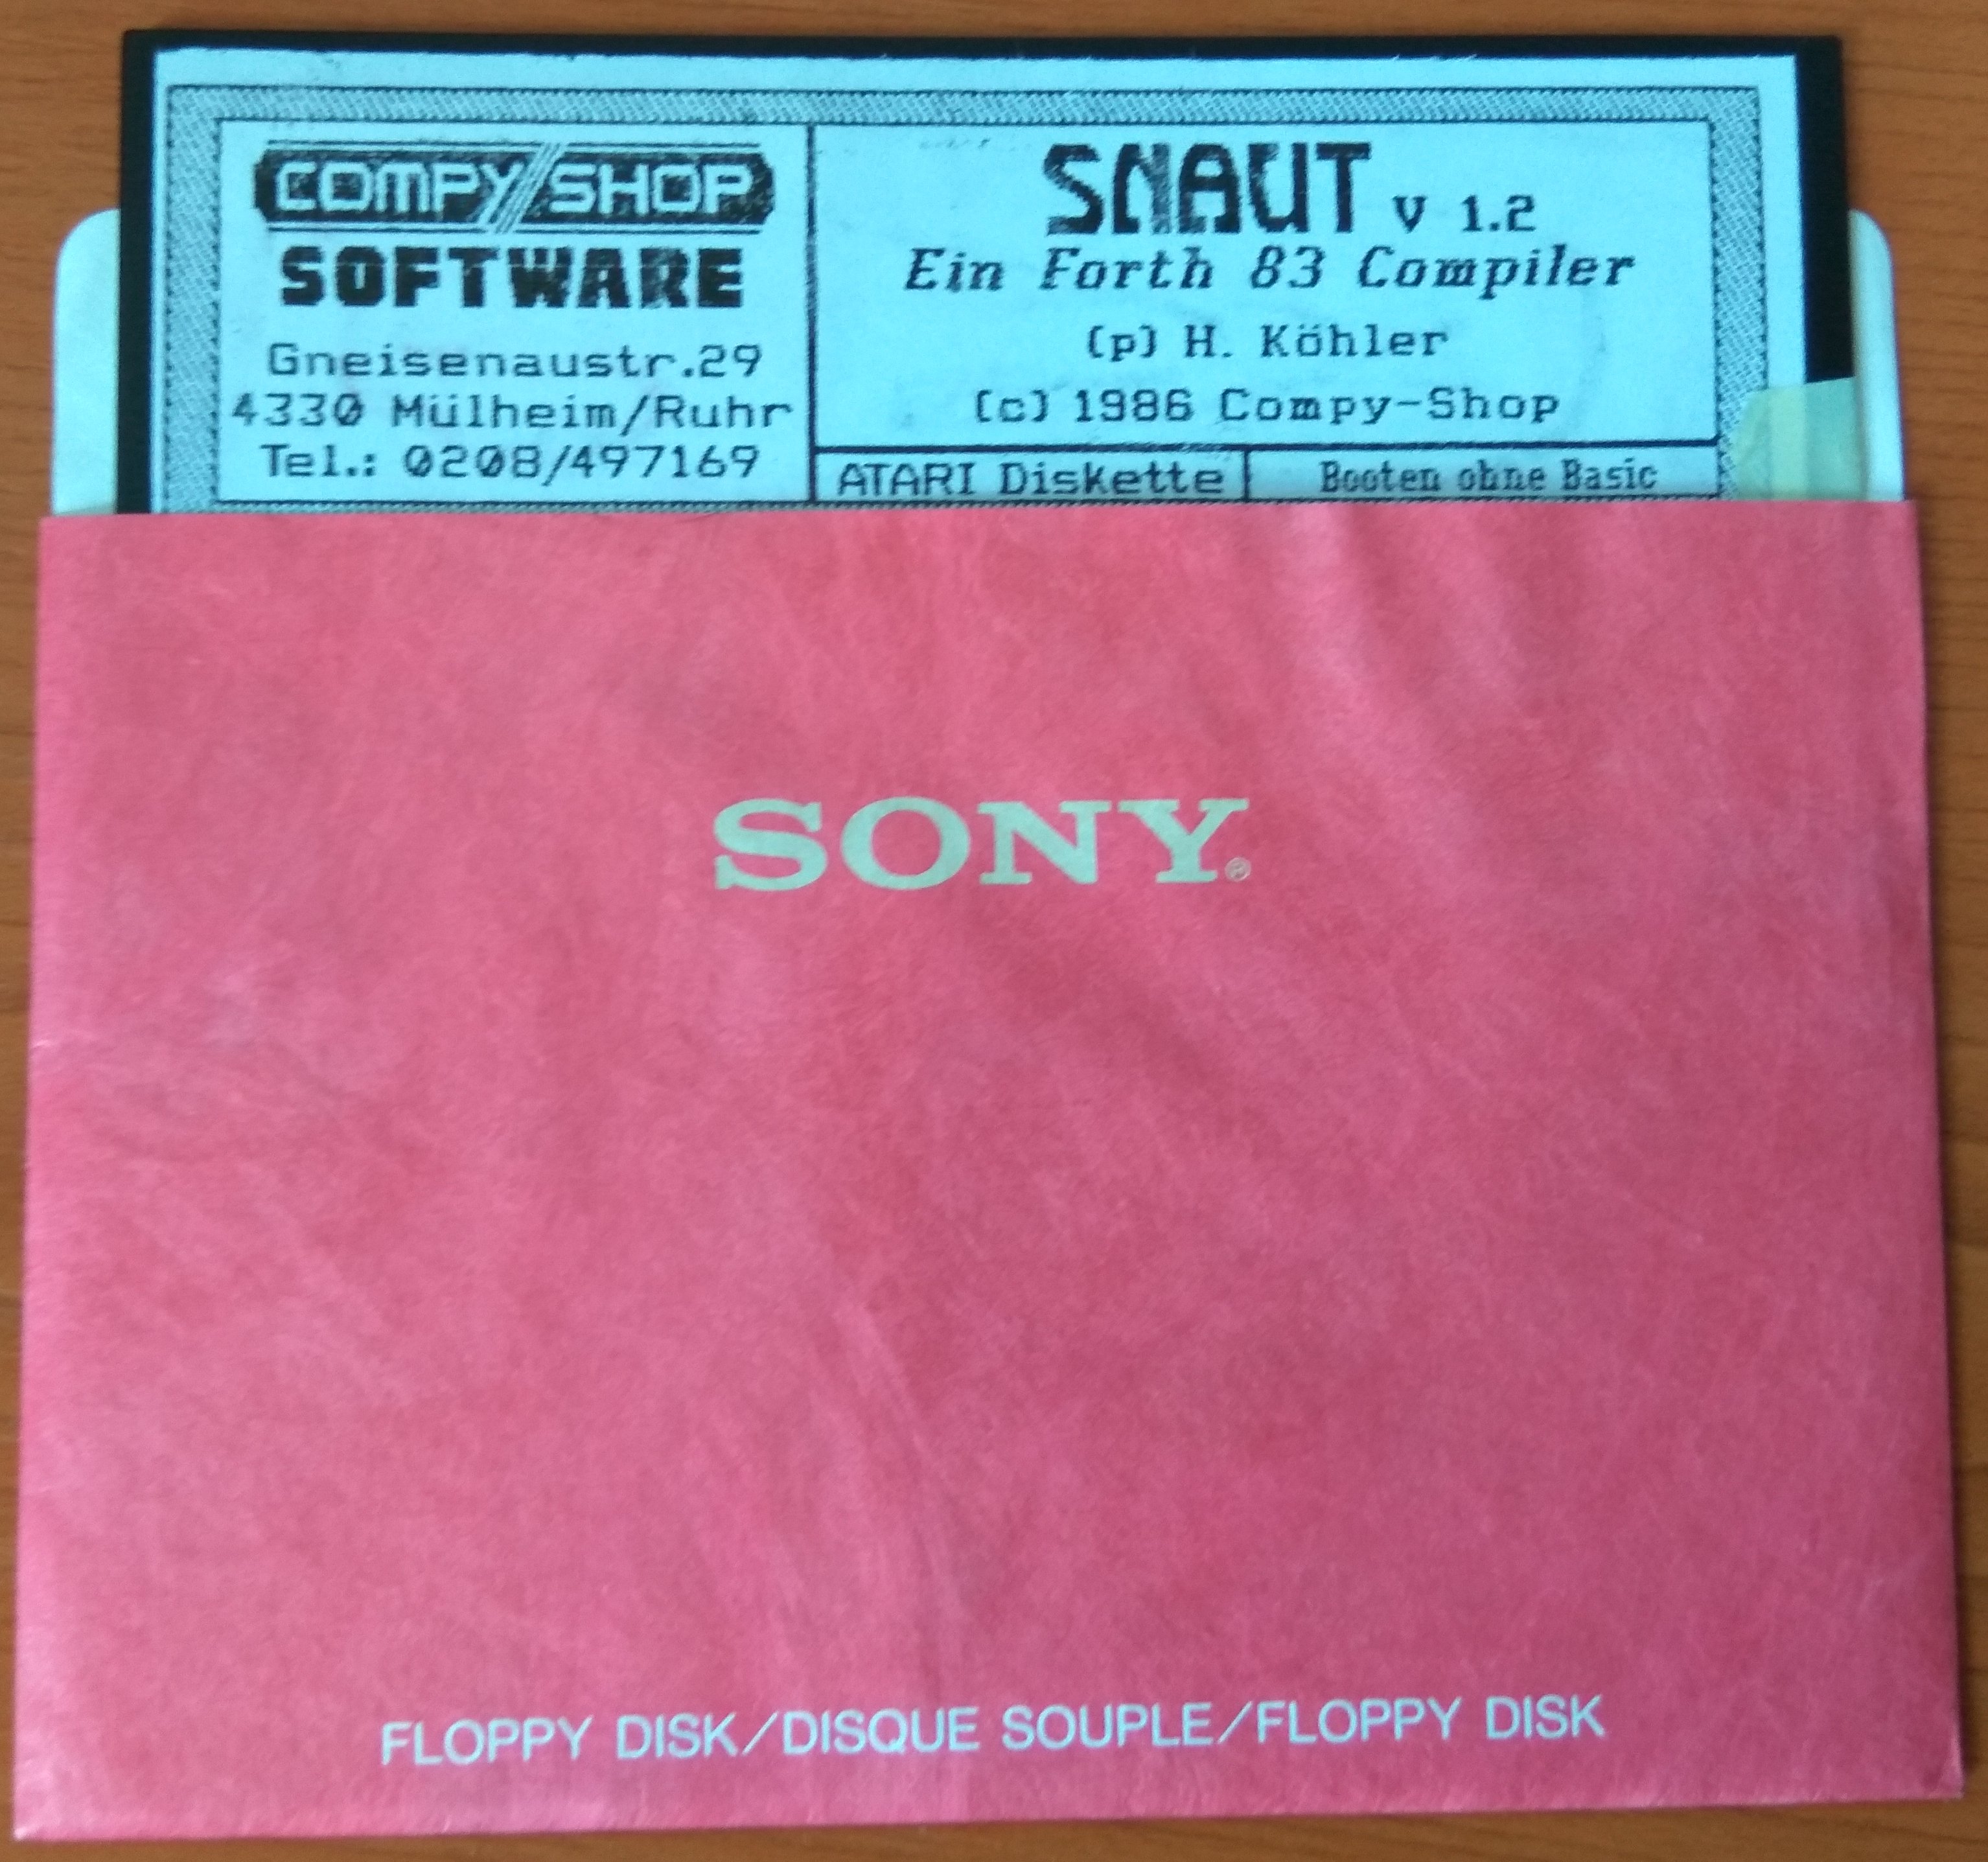 COMPY SHOP
SOFTWARE
Gneisenaustr.29
4330 Mülheim/Ruhr
Tel.: 0208/497169
SNAUT v 1.2
Ein Forth 83 Compiler
(p) H. Köhler
(c) 1986 Compy-Shop
ATARI Diskette
Booten ohne Basic
SONY®
FLOPPY DISK/DISQUE SOUPLE/FLOPPY DISK